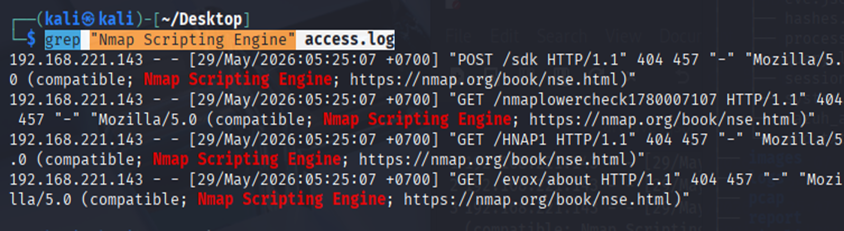 ┌──(kali㉿kali)-[~/Desktop]
└─$ grep "Nmap Scripting Engine" access.log
192.168.221.143 - - [29/May/2026:05:25:07 +0700] "POST /sdk HTTP/1.1" 404 457 "-" "Mozilla/5.
0 (compatible; Nmap Scripting Engine; https://nmap.org/book/nse.html)"
192.168.221.143 - - [29/May/2026:05:25:07 +0700] "GET /nmaplowercheck1780007107 HTTP/1.1" 404
 457 "-" "Mozilla/5.0 (compatible; Nmap Scripting Engine; https://nmap.org/book/nse.html)"
192.168.221.143 - - [29/May/2026:05:25:07 +0700] "GET /HNAP1 HTTP/1.1" 404 457 "-" "Mozilla/5
.0 (compatible; Nmap Scripting Engine; https://nmap.org/book/nse.html)"
192.168.221.143 - - [29/May/2026:05:25:07 +0700] "GET /evox/about HTTP/1.1" 404 457 "-" "Mozi
lla/5.0 (compatible; Nmap Scripting Engine; https://nmap.org/book/nse.html)"